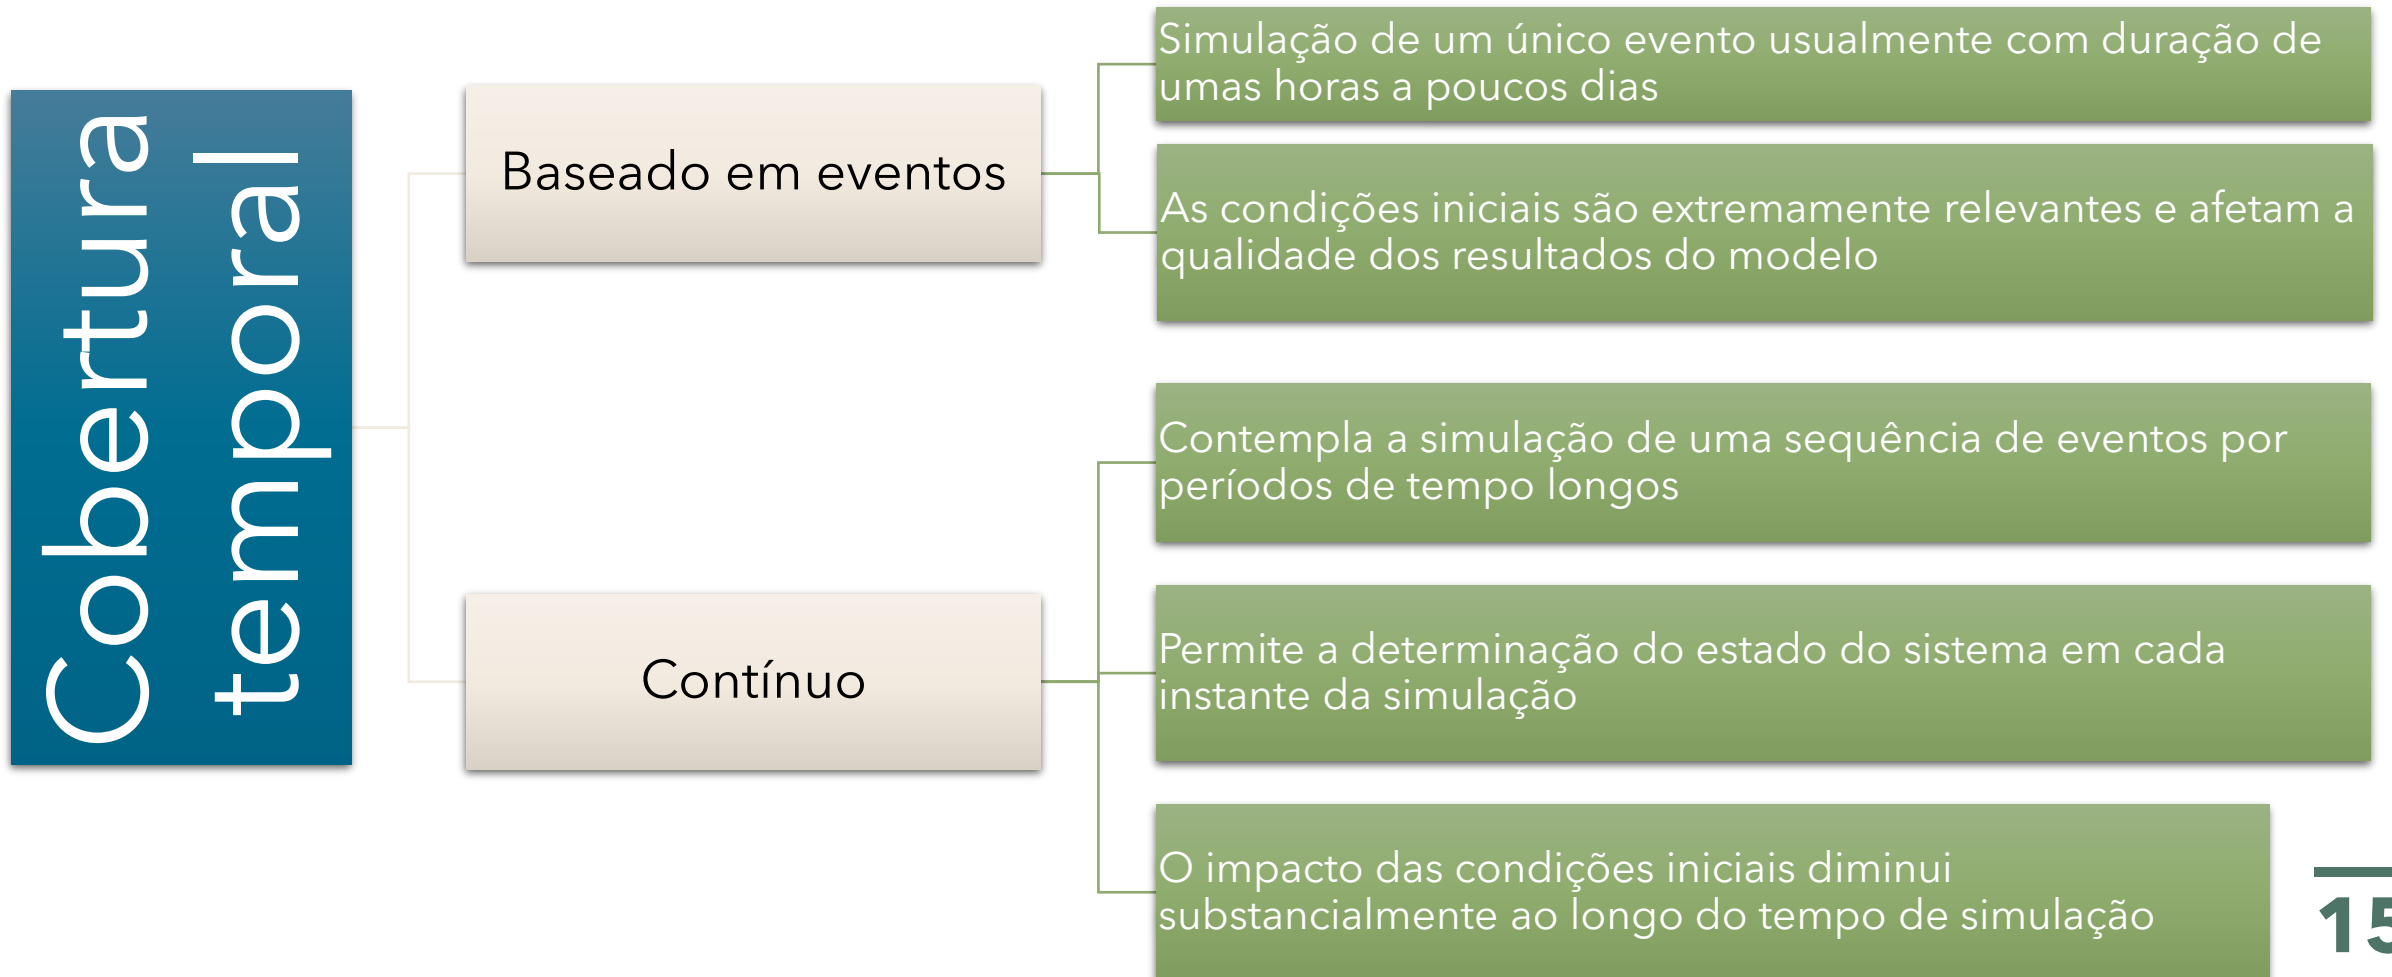 Cobertura
temporal
Baseado em eventos
Simulação de um único evento usualmente com duração de
umas horas a poucos dias
As condições iniciais são extremamente relevantes e afetam a
qualidade dos resultados do modelo
Contínuo
Contempla a simulação de uma sequência de eventos por
períodos de tempo longos
Permite a determinação do estado do sistema em cada
instante da simulação
O impacto das condições iniciais diminui
substancialmente ao longo do tempo de simulação
15